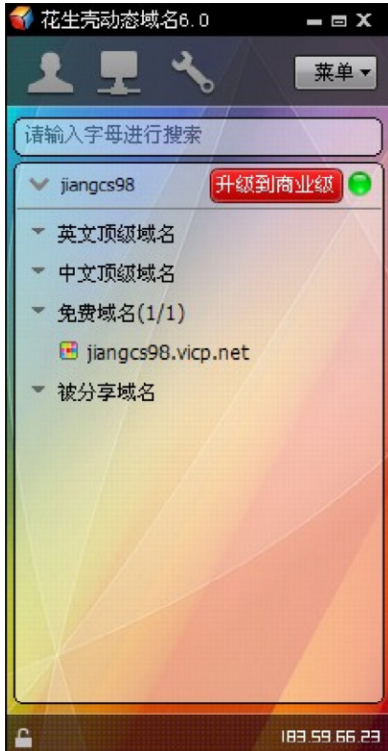 花生壳动态域名6.0
菜单
请输入字母进行搜索
jiangcs98 升级到商业级
英文顶级域名
中文顶级域名
免费域名(1/1)
jiangcs98.vicp.net
被分享域名
183.59.66.23